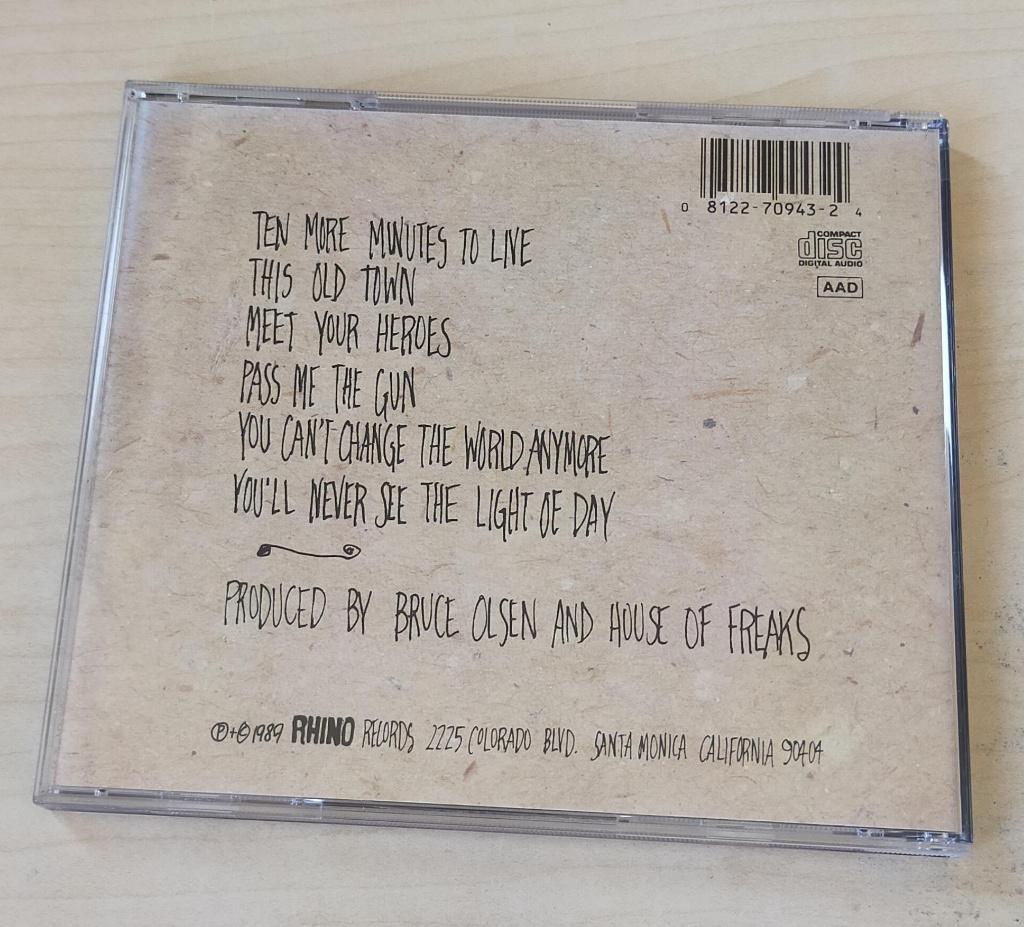 0 8122-70943-2 4
COMPACT
disc
DIGITAL AUDIO
AAD
TEN MORE MINUTES TO LIVE
THIS OLD TOWN
MEET YOUR HEROES
PASS ME THE GUN
YOU CAN'T CHANGE THE WORLD ANYMORE
YOU'LL NEVER SEE THE LIGHT OF DAY
PRODUCED BY BRUCE OLSEN AND HOUSE OF FREAKS
℗+© 1989 RHINO RECORDS 2225 COLORADO BLVD. SANTA MONICA CALIFORNIA 90404